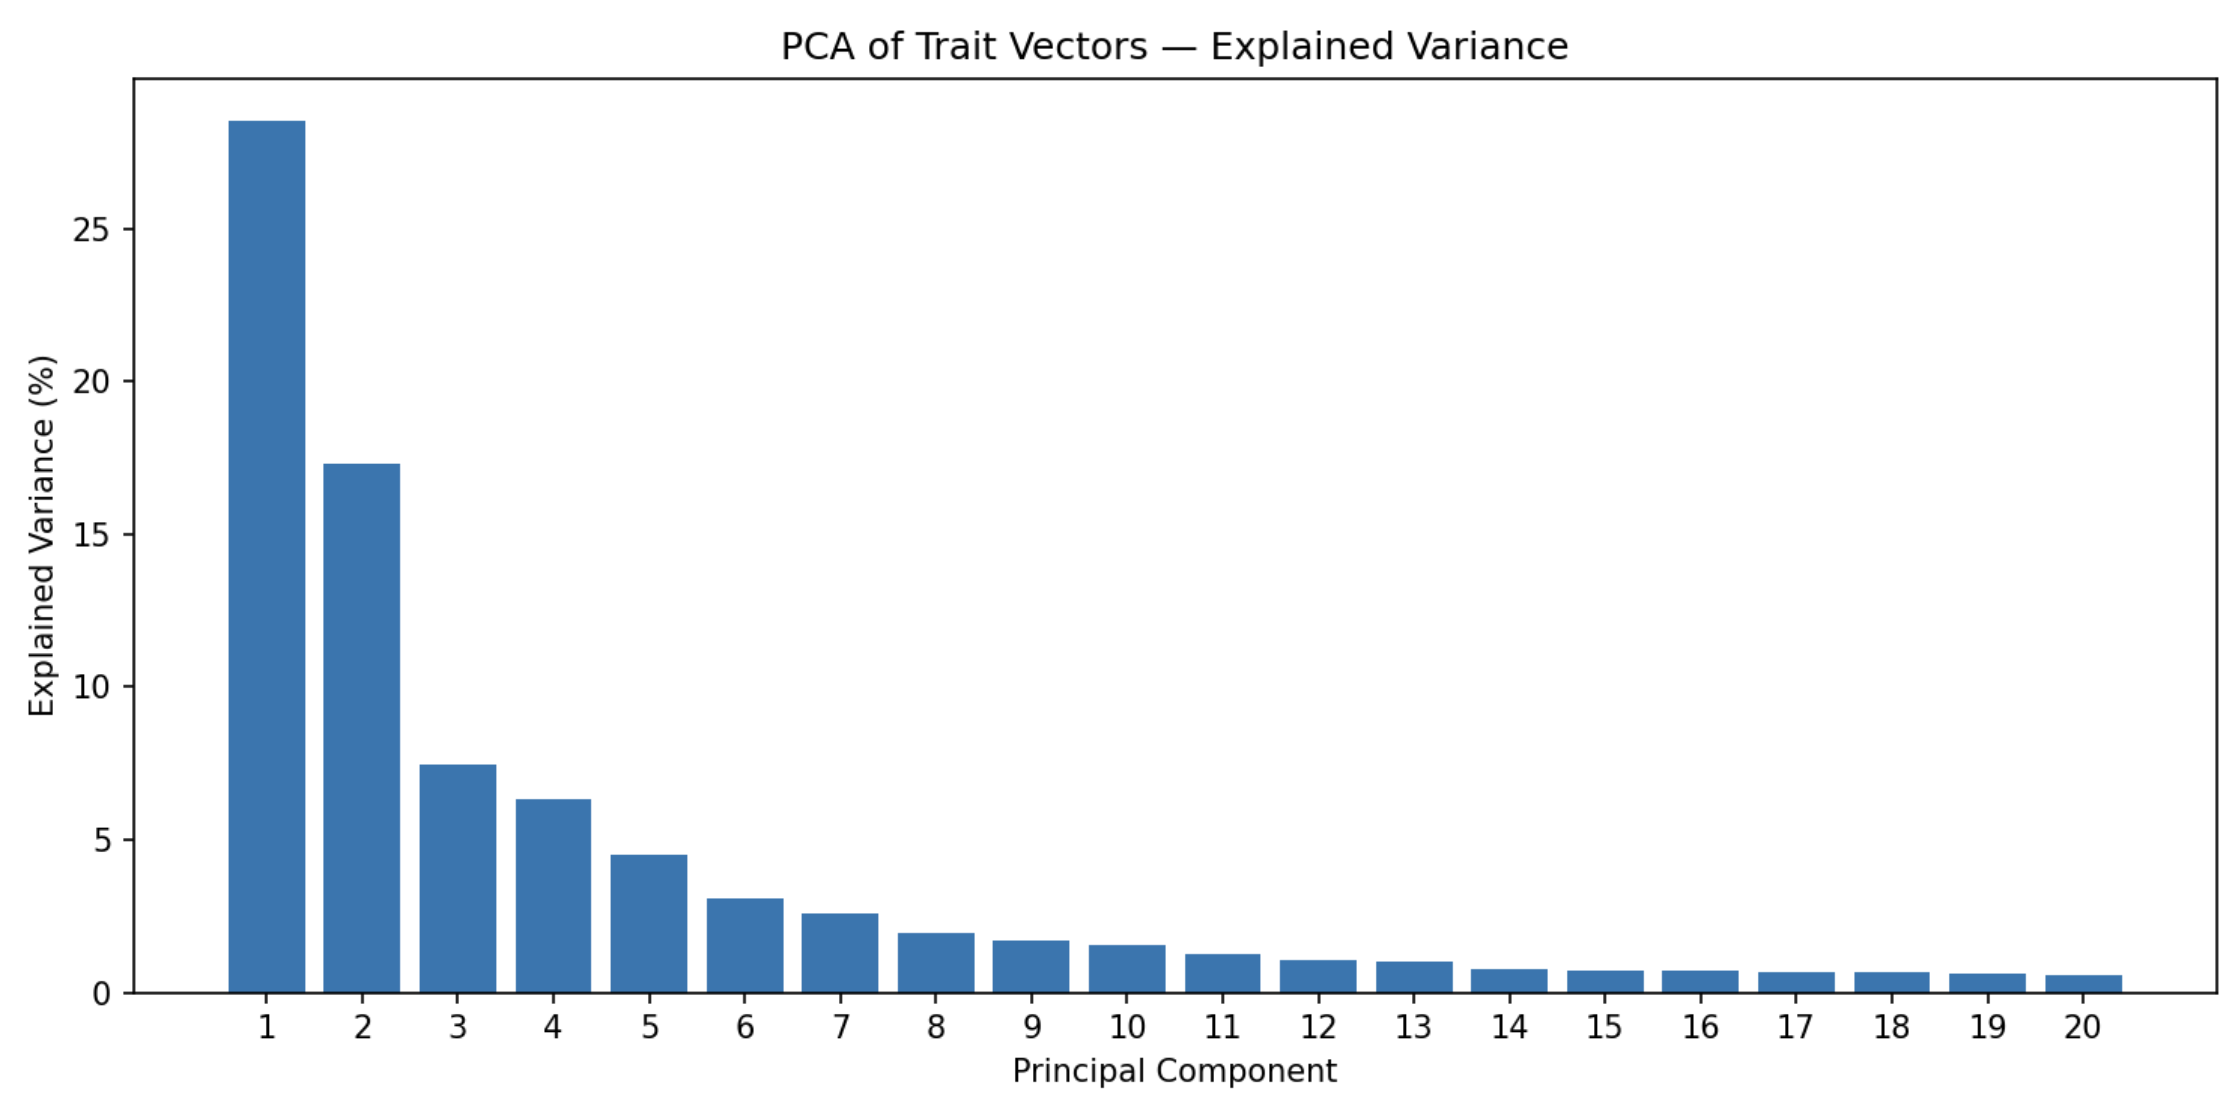 PCA of Trait Vectors — Explained Variance
Explained Variance (%)
25
20
15
10
5
0
1 2 3 4 5 6 7 8 9 10 11 12 13 14 15 16 17 18 19 20
Principal Component